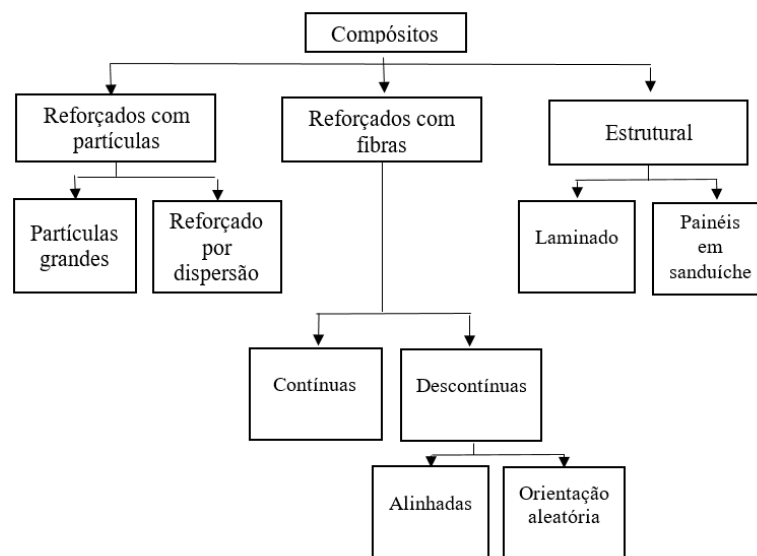 Compósitos
Reforçados com
partículas
Reforçados com
fibras
Estrutural
Partículas
grandes
Reforçado
por
dispersão
Laminado
Painéis
em
sanduíche
Contínuas
Descontínuas
Alinhadas
Orientação
aleatória